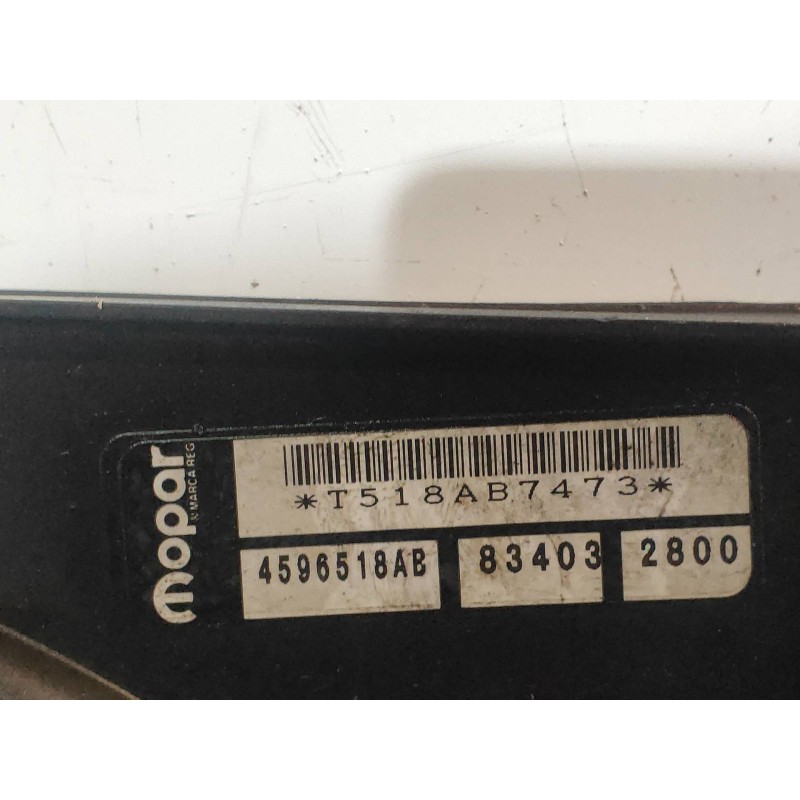 mopar
MARCA REG
*T518AB7473*
4596518AB 83403 2800